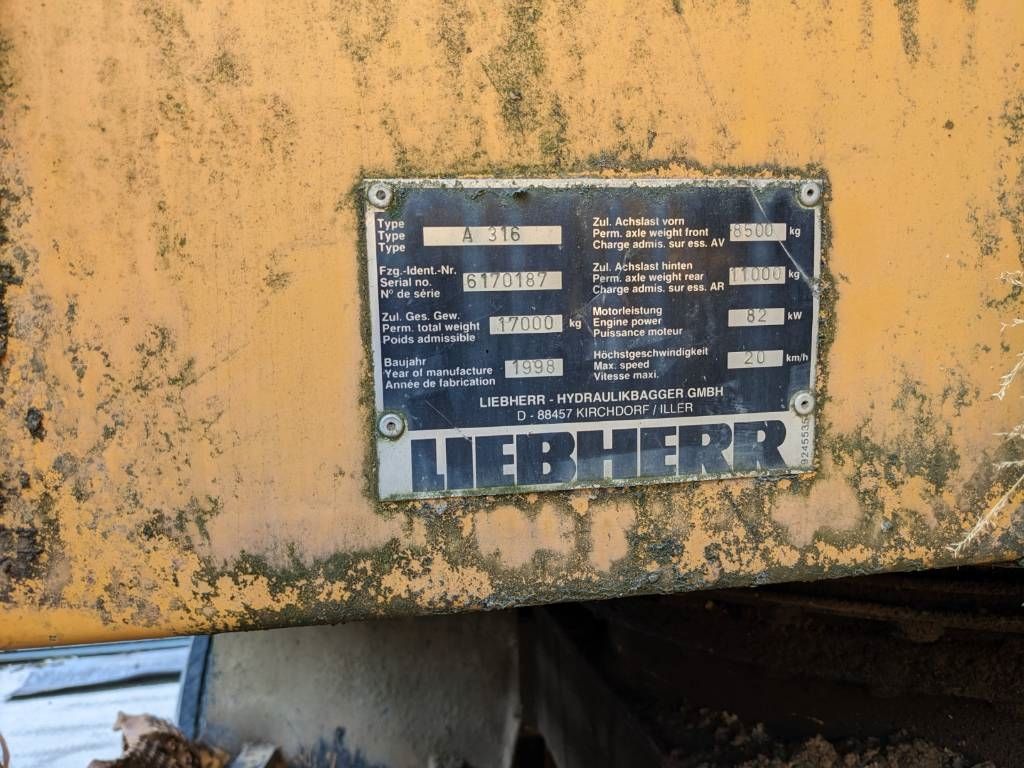 Type
Type A 316
Type
Fzg.-Ident.-Nr.
Serial no. 6170187
N° de série
Zul. Ges. Gew.
Perm. total weight 17000 kg
Poids admissible
Baujahr
Year of manufacture 1998
Année de fabrication
Zul. Achslast vorn
Perm. axle weight front 8500 kg
Charge admis. sur ess. AV
Zul. Achslast hinten
Perm. axle weight rear 11000 kg
Charge admis. sur ess. AR
Motorleistung
Engine power 82 kW
Puissance moteur
Höchstgeschwindigkeit
Max. speed 20 km/h
Vitesse maxi.
LIEBHERR - HYDRAULIKBAGGER GMBH
D - 88457 KIRCHDORF / ILLER
LIEBHERR